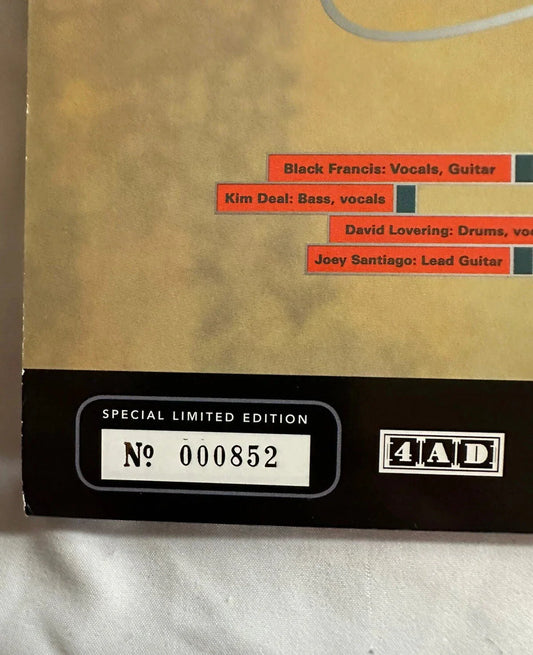 Black Francis: Vocals, Guitar
Kim Deal: Bass, vocals
David Lovering: Drums, voc
Joey Santiago: Lead Guitar
SPECIAL LIMITED EDITION
Nº 000852
4AD